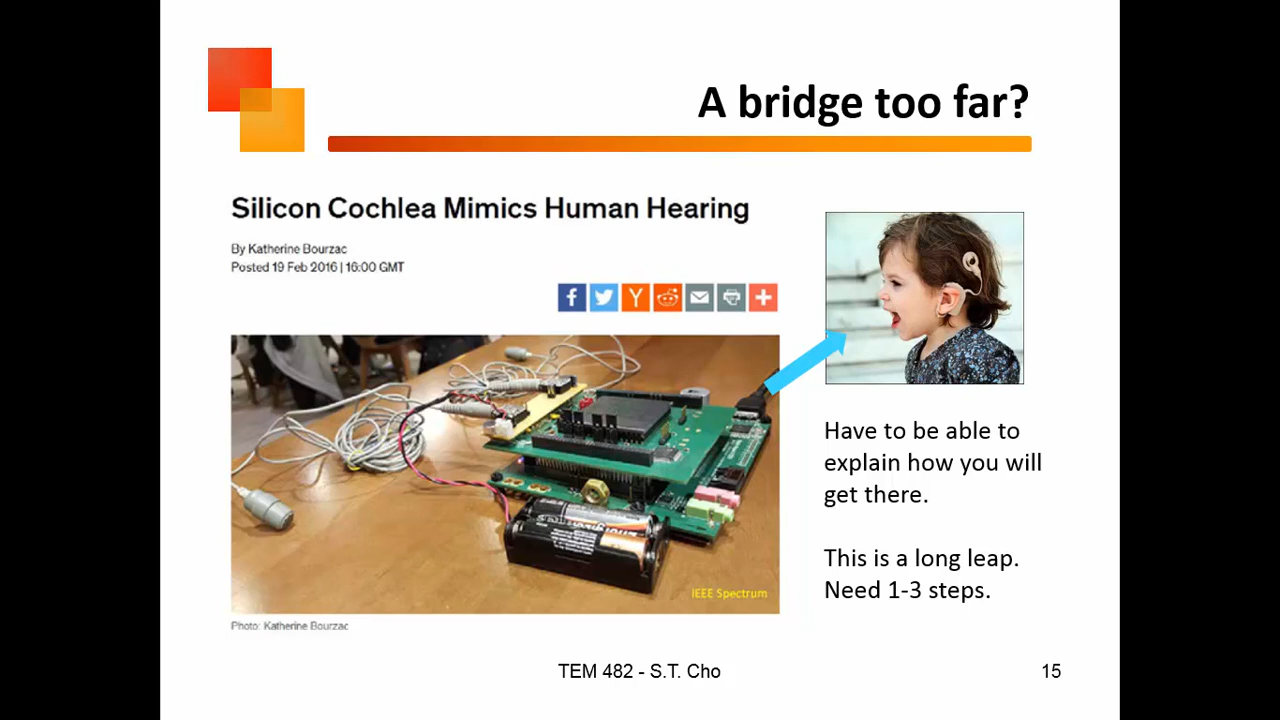 A bridge too far?
Silicon Cochlea Mimics Human Hearing
By Katherine Bourzac
Posted 19 Feb 2016 | 16:00 GMT
IEEE Spectrum
Photo: Katherine Bourzac
Have to be able to
explain how you will
get there.
This is a long leap.
Need 1-3 steps.
TEM 482 - S.T. Cho
15